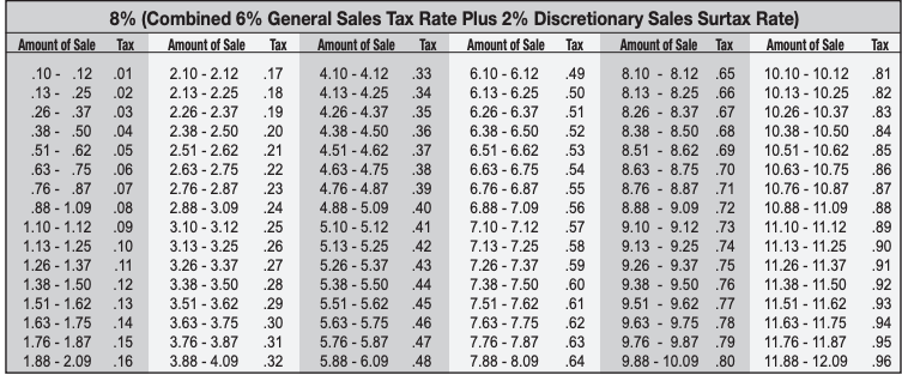 8% (Combined 6% General Sales Tax Rate Plus 2% Discretionary Sales Surtax Rate)
Amount of Sale Tax Amount of Sale Tax Amount of Sale Tax Amount of Sale Tax Amount of Sale Tax Amount of Sale Tax
.10 - .12 .01 2.10 - 2.12 .17 4.10 - 4.12 .33 6.10 - 6.12 .49 8.10 - 8.12 .65 10.10 - 10.12 .81
.13 - .25 .02 2.13 - 2.25 .18 4.13 - 4.25 .34 6.13 - 6.25 .50 8.13 - 8.25 .66 10.13 - 10.25 .82
.26 - .37 .03 2.26 - 2.37 .19 4.26 - 4.37 .35 6.26 - 6.37 .51 8.26 - 8.37 .67 10.26 - 10.37 .83
.38 - .50 .04 2.38 - 2.50 .20 4.38 - 4.50 .36 6.38 - 6.50 .52 8.38 - 8.50 .68 10.38 - 10.50 .84
.51 - .62 .05 2.51 - 2.62 .21 4.51 - 4.62 .37 6.51 - 6.62 .53 8.51 - 8.62 .69 10.51 - 10.62 .85
.63 - .75 .06 2.63 - 2.75 .22 4.63 - 4.75 .38 6.63 - 6.75 .54 8.63 - 8.75 .70 10.63 - 10.75 .86
.76 - .87 .07 2.76 - 2.87 .23 4.76 - 4.87 .39 6.76 - 6.87 .55 8.76 - 8.87 .71 10.76 - 10.87 .87
.88 - 1.09 .08 2.88 - 3.09 .24 4.88 - 5.09 .40 6.88 - 7.09 .56 8.88 - 9.09 .72 10.88 - 11.09 .88
1.10 - 1.12 .09 3.10 - 3.12 .25 5.10 - 5.12 .41 7.10 - 7.12 .57 9.10 - 9.12 .73 11.10 - 11.12 .89
1.13 - 1.25 .10 3.13 - 3.25 .26 5.13 - 5.25 .42 7.13 - 7.25 .58 9.13 - 9.25 .74 11.13 - 11.25 .90
1.26 - 1.37 .11 3.26 - 3.37 .27 5.26 - 5.37 .43 7.26 - 7.37 .59 9.26 - 9.37 .75 11.26 - 11.37 .91
1.38 - 1.50 .12 3.38 - 3.50 .28 5.38 - 5.50 .44 7.38 - 7.50 .60 9.38 - 9.50 .76 11.38 - 11.50 .92
1.51 - 1.62 .13 3.51 - 3.62 .29 5.51 - 5.62 .45 7.51 - 7.62 .61 9.51 - 9.62 .77 11.51 - 11.62 .93
1.63 - 1.75 .14 3.63 - 3.75 .30 5.63 - 5.75 .46 7.63 - 7.75 .62 9.63 - 9.75 .78 11.63 - 11.75 .94
1.76 - 1.87 .15 3.76 - 3.87 .31 5.76 - 5.87 .47 7.76 - 7.87 .63 9.76 - 9.87 .79 11.76 - 11.87 .95
1.88 - 2.09 .16 3.88 - 4.09 .32 5.88 - 6.09 .48 7.88 - 8.09 .64 9.88 - 10.09 .80 11.88 - 12.09 .96